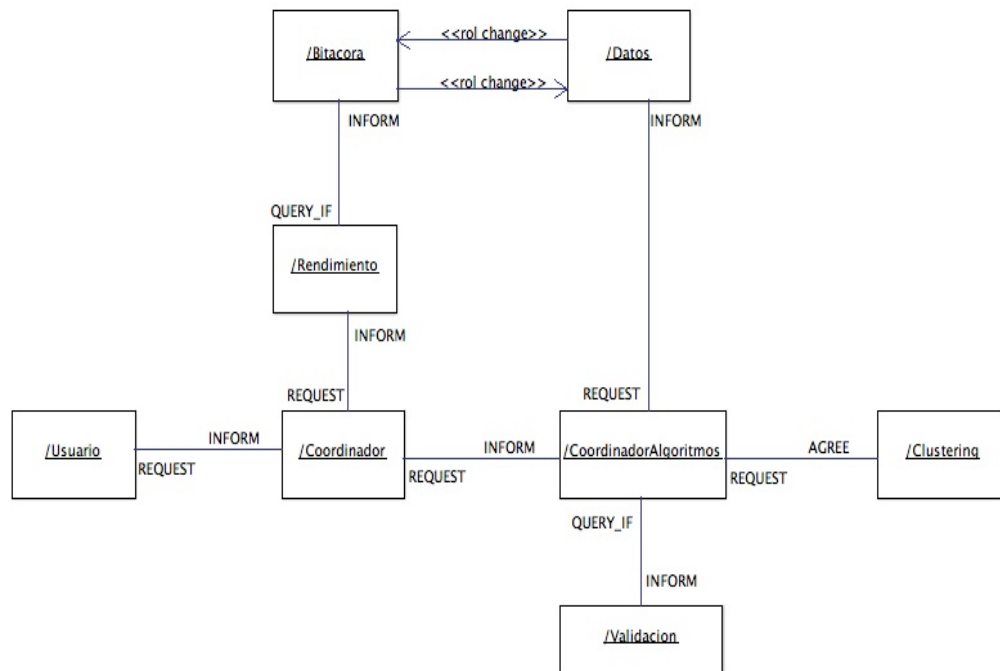 <<rol change>>
/Bitacora
/Datos
<<rol change>>
INFORM
INFORM
QUERY_IF
/Rendimiento
INFORM
REQUEST
REQUEST
/Usuario
INFORM
/Coordinador
INFORM
/CoordinadorAlgoritmos
AGREE
/Clustering
REQUEST
REQUEST
REQUEST
QUERY_IF
INFORM
/Validacion